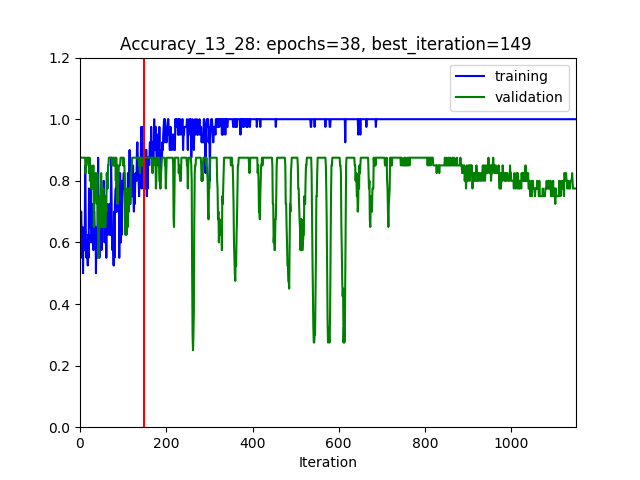 Accuracy_13_28: epochs=38, best_iteration=149
training
validation
1.2
1.0
0.8
0.6
0.4
0.2
0.0
0 200 400 600 800 1000
Iteration